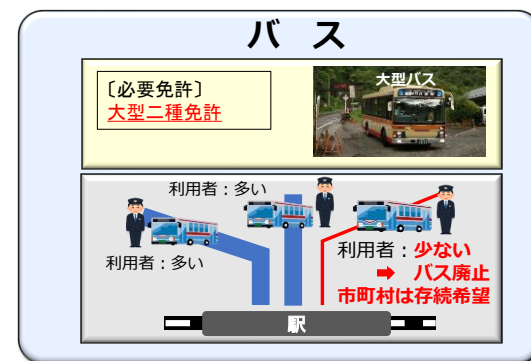 バ ス
〔必要免許〕
大型二種免許
大型バス
利用者：多い
利用者：多い
利用者：少ない
➡ バス廃止
市町村は存続希望
駅